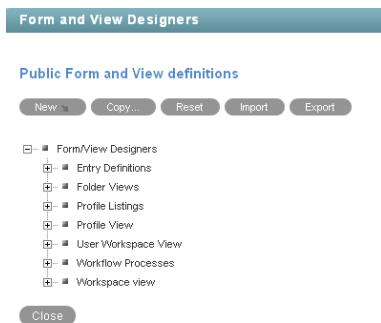 Form and View Designers
Public Form and View definitions
New Copy... Reset Import Export
Form/View Designers
Entry Definitions
Folder Views
Profile Listings
Profile View
User Workspace View
Workflow Processes
Workspace view
Close